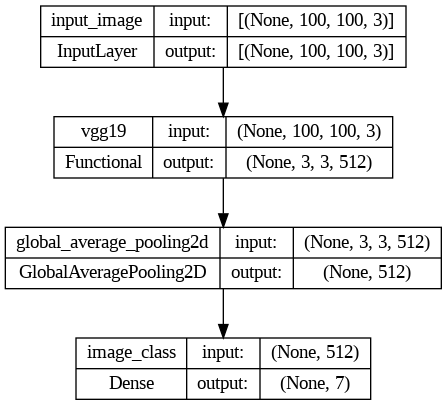 input_image input: [(None, 100, 100, 3)]
InputLayer output: [(None, 100, 100, 3)]
vgg19 input: (None, 100, 100, 3)
Functional output: (None, 3, 3, 512)
global_average_pooling2d input: (None, 3, 3, 512)
GlobalAveragePooling2D output: (None, 512)
image_class input: (None, 512)
Dense output: (None, 7)